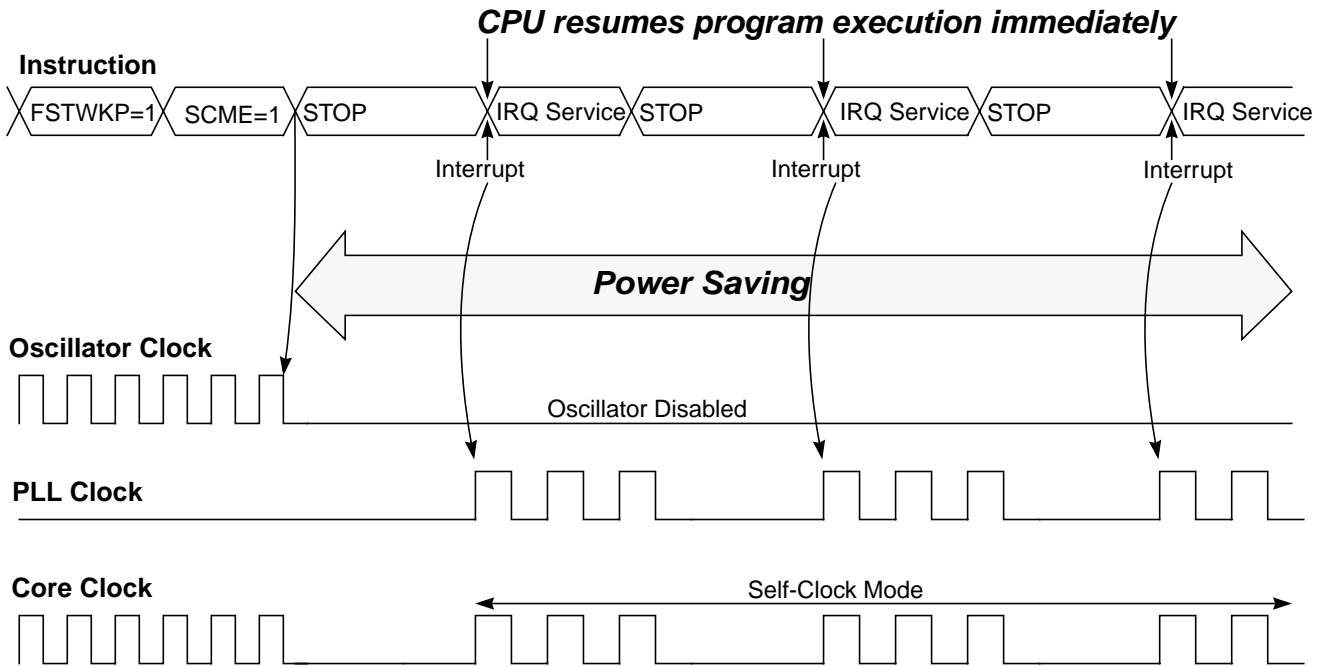 CPU resumes program execution immediately
Instruction
FSTWKP=1 SCME=1 STOP IRQ Service STOP IRQ Service STOP IRQ Service
Interrupt Interrupt Interrupt
Power Saving
Oscillator Clock
Oscillator Disabled
PLL Clock
Core Clock
Self-Clock Mode